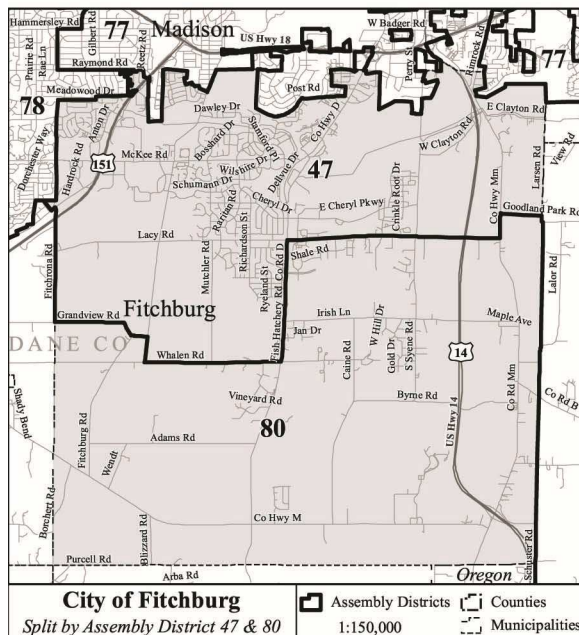 77
Madison
US Hwy 18
W Badger Rd
Hammersley Rd
Gilbert Rd
Reetz Rd
Perry St
Rimrock Rd
77
Prairie Rd
Rae Ln
Raymond Rd
Meadowood Dr
Post Rd
78
Dawley Dr
Co Hwy D
E Clayton Rd
Dorchester Way
Anton Dr
Hardrock Rd
Bosshard Dr
Stamford Pl
W Clayton Rd
151
McKee Rd
Wilshire Dr
Dellvue Dr
47
Larsen Rd
View Rd
Schumann Dr
Raritan Rd
Cheryl Dr
E Cheryl Pkwy
Crinkle Root Dr
Co Hwy Mm
Goodland Park Rd
Fitchrona Rd
Lacy Rd
Mutchler Rd
Richardson St
Ryeland St
Fish Hatchery Rd
Co Rd D
Shale Rd
Lalor Rd
Fitchburg
Grandview Rd
Irish Ln
Maple Ave
DANE CO
Whalen Rd
Jan Dr
W Hill Dr
Caine Rd
Gold Dr
S Syene Rd
14
Shady Bend
Vineyard Rd
Byrne Rd
US Hwy 14
Co Rd Mm
Co Rd B
Fitchburg Rd
80
Adams Rd
Wendt
Borchert Rd
Co Hwy M
Blizzard Rd
Purcell Rd
Arba Rd
Oregon
Schuster Rd
City of Fitchburg
Split by Assembly District 47 & 80
Assembly Districts
Counties
1:150,000
Municipalities